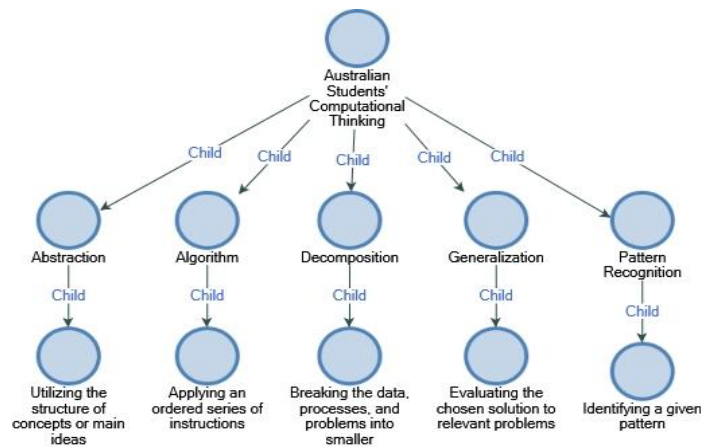 Australian
Students'
Computational
Thinking
Child
Child
Child
Child
Child
Abstraction
Algorithm
Decomposition
Generalization
Pattern
Recognition
Child
Child
Child
Child
Child
Utilizing the
structure of
concepts or main
ideas
Applying an
ordered series of
instructions
Breaking the data,
processes, and
problems into
smaller
Evaluating the
chosen solution to
relevant problems
Identifying a given
pattern